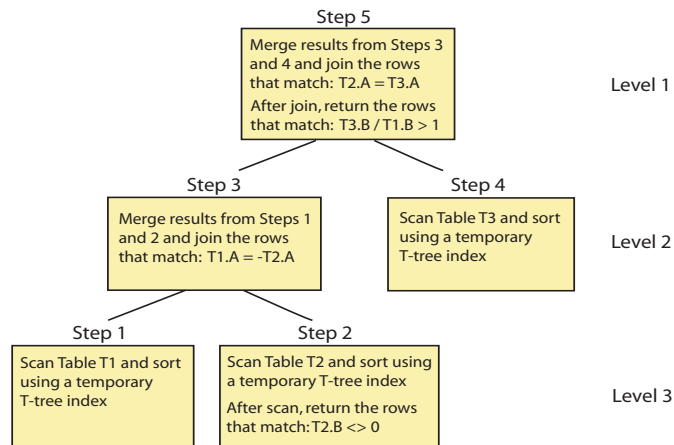 Step 5
Merge results from Steps 3
and 4 and join the rows
that match: T2.A = T3.A
After join, return the rows
that match: T3.B / T1.B > 1
Level 1
Step 3
Merge results from Steps 1
and 2 and join the rows
that match: T1.A = -T2.A
Step 4
Scan Table T3 and sort
using a temporary
T-tree index
Level 2
Step 1
Scan Table T1 and sort
using a temporary
T-tree index
Step 2
Scan Table T2 and sort using
a temporary T-tree index
After scan, return the rows
that match: T2.B <> 0
Level 3